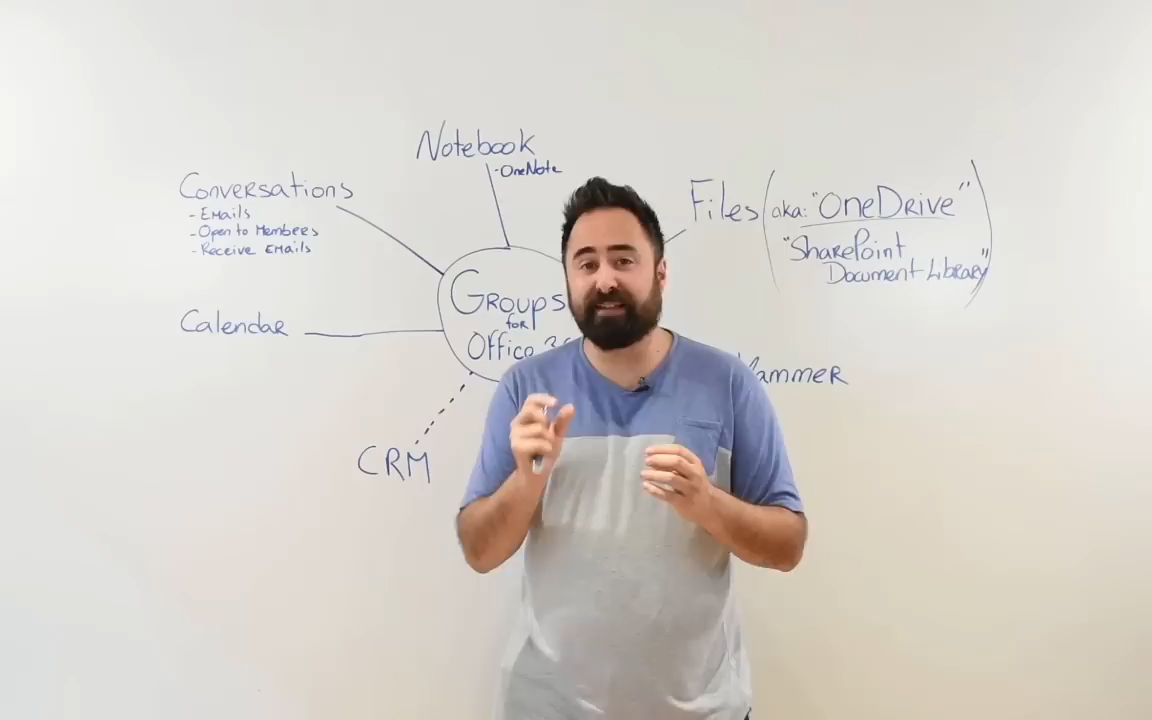 Notebook
-OneNote
Conversations
- Emails
- Open to Members
- Receive Emails
Files (aka: "OneDrive"
"SharePoint
Document Library")
Groups
for
Office
Calendar
CRM